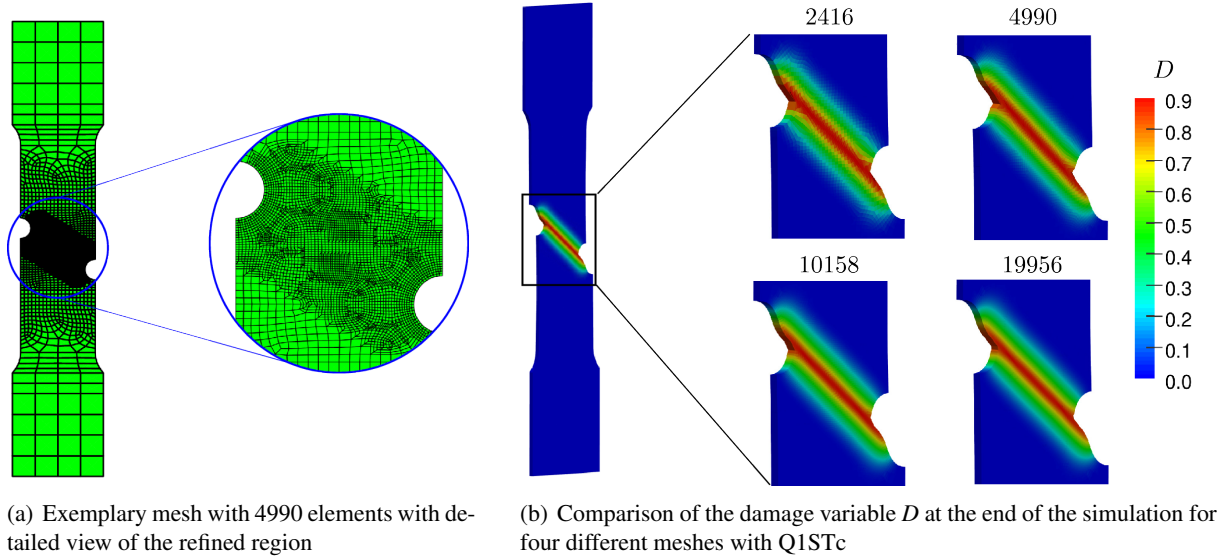 2416
4990
D
0.9
0.8
0.7
0.6
0.5
0.4
0.3
0.2
0.1
0.0
10158
19956
(a) Exemplary mesh with 4990 elements with de-
tailed view of the refined region
(b) Comparison of the damage variable D at the end of the simulation for
four different meshes with Q1STc